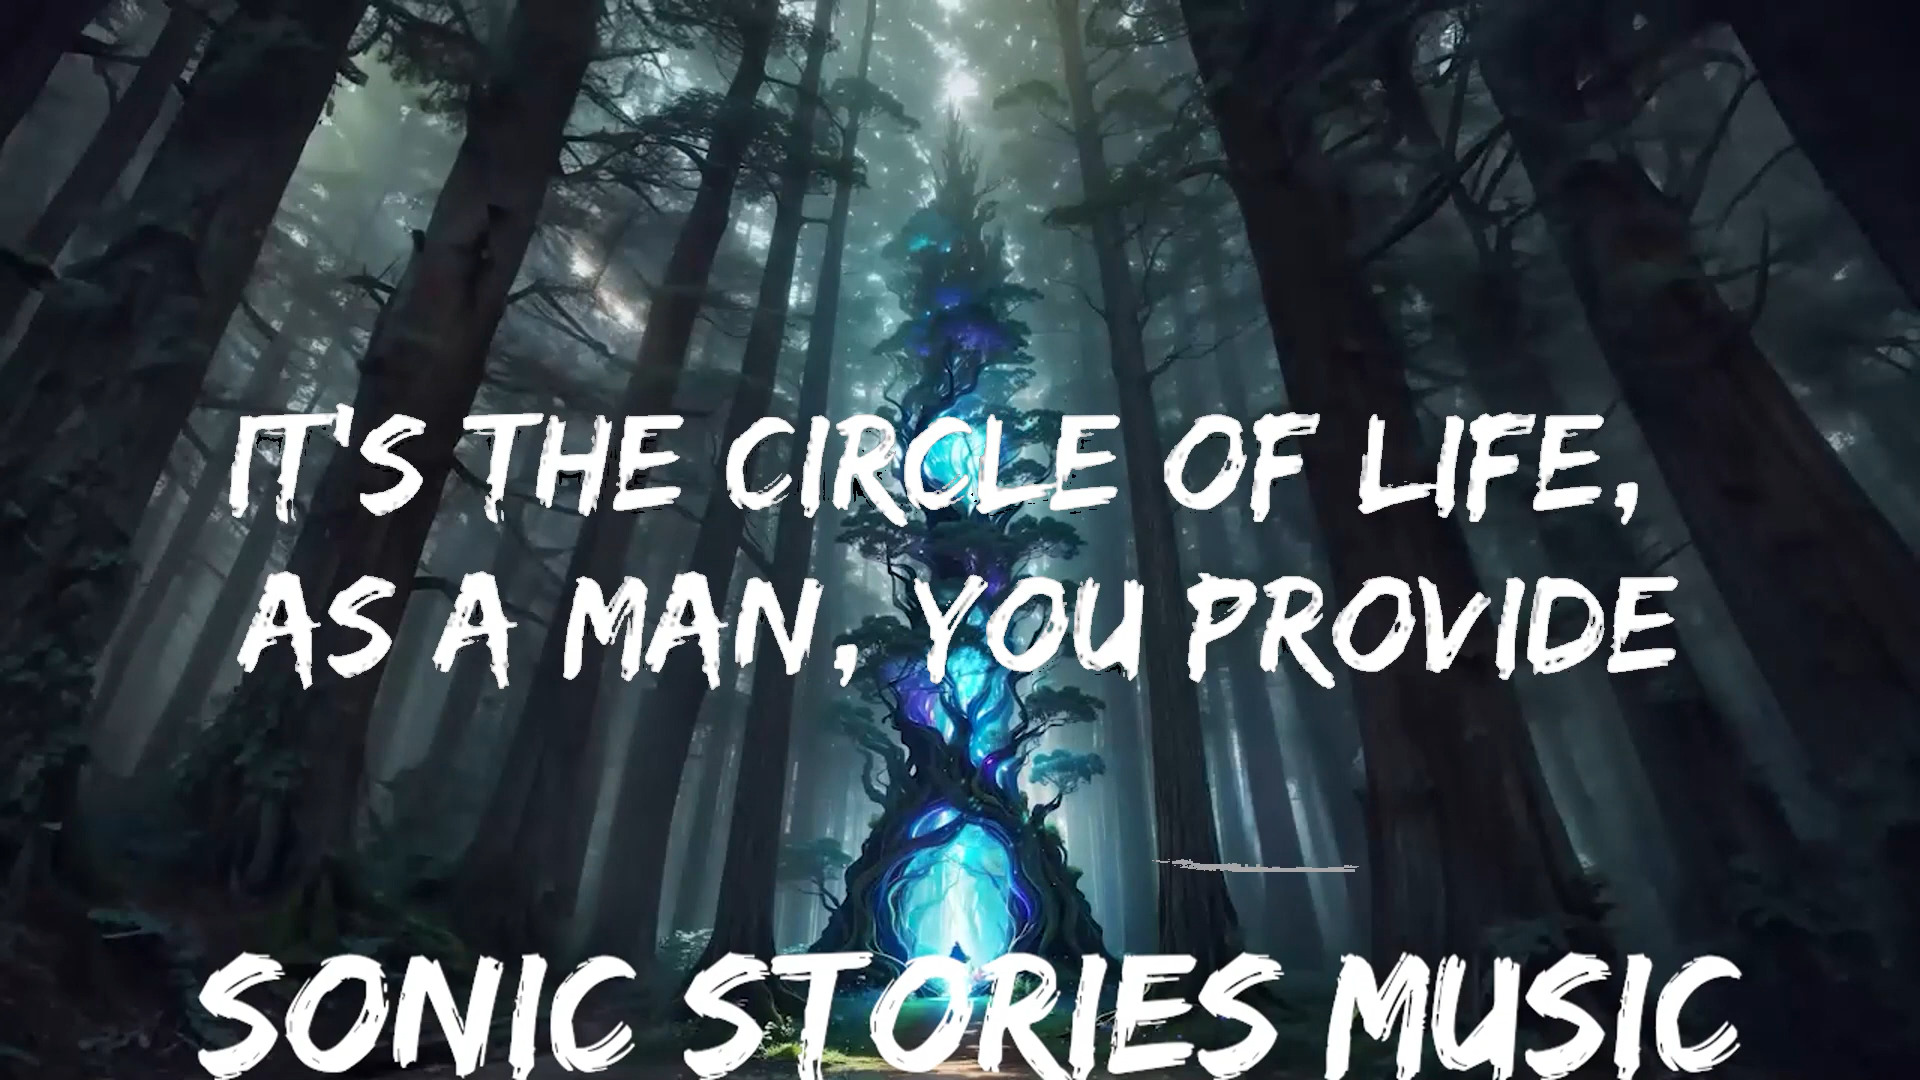 IT'S THE CIRCLE OF LIFE,
AS A MAN, YOU PROVIDE
SONIC STORIES MUSIC